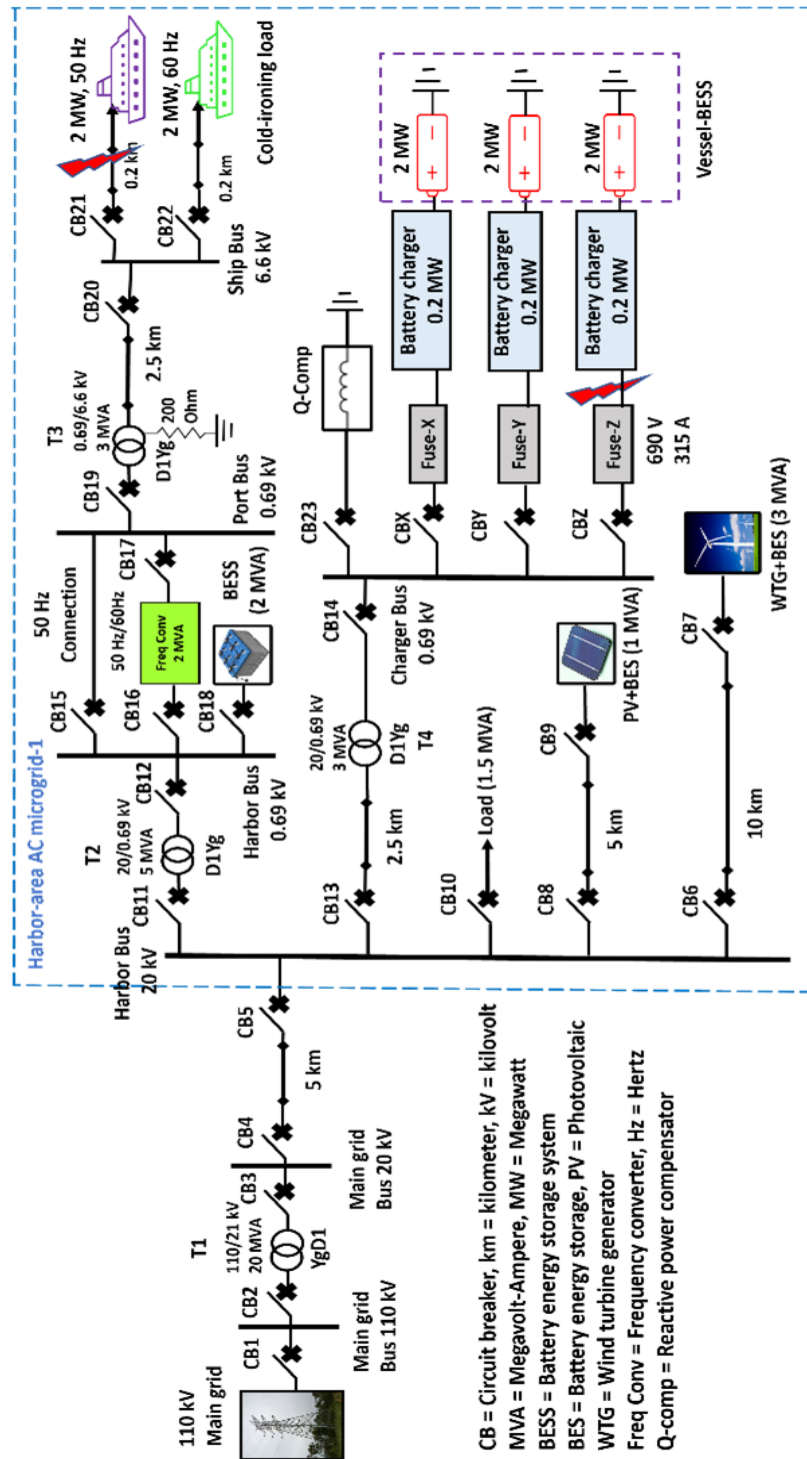 Harbor-area AC microgrid-1
110 kV
Main grid
CB1
Main grid
Bus 110 kV
CB2
T1
110/21 kV
20 MVA
YgD1
CB3
Main grid
Bus 20 kV
CB4
5 km
CB5
Harbor Bus
20 kV
CB11
T2
20/0.69 kV
5 MVA
D1Yg
CB12
Harbor Bus
0.69 kV
CB15
50 Hz
Connection
CB16
50 Hz/60Hz
Freq Conv
2 MVA
CB17
CB18
BESS
(2 MVA)
Port Bus
0.69 kV
CB19
T3
0.69/6.6 kV
3 MVA
D1Yg
200
Ohm
2.5 km
CB20
Ship Bus
6.6 kV
CB21
0.2 km
2 MW, 50 Hz
CB22
0.2 km
2 MW, 60 Hz
Cold-ironing load
CB13
2.5 km
20/0.69 kV
3 MVA
D1Yg
T4
CB14
Charger Bus
0.69 kV
CB23
Q-Comp
CBX
Fuse-X
Battery charger
0.2 MW
2 MW
+ −
CBY
Fuse-Y
Battery charger
0.2 MW
2 MW
+ −
CBZ
Fuse-Z
690 V
315 A
Battery charger
0.2 MW
2 MW
+ −
Vessel-BESS
CB10
Load (1.5 MVA)
CB8
5 km
CB9
PV+BES (1 MVA)
CB6
10 km
CB7
WTG+BES (3 MVA)
CB = Circuit breaker, km = kilometer, kV = kilovolt
MVA = Megavolt-Ampere, MW = Megawatt
BESS = Battery energy storage system
BES = Battery energy storage, PV = Photovoltaic
WTG = Wind turbine generator
Freq Conv = Frequency converter, Hz = Hertz
Q-comp = Reactive power compensator